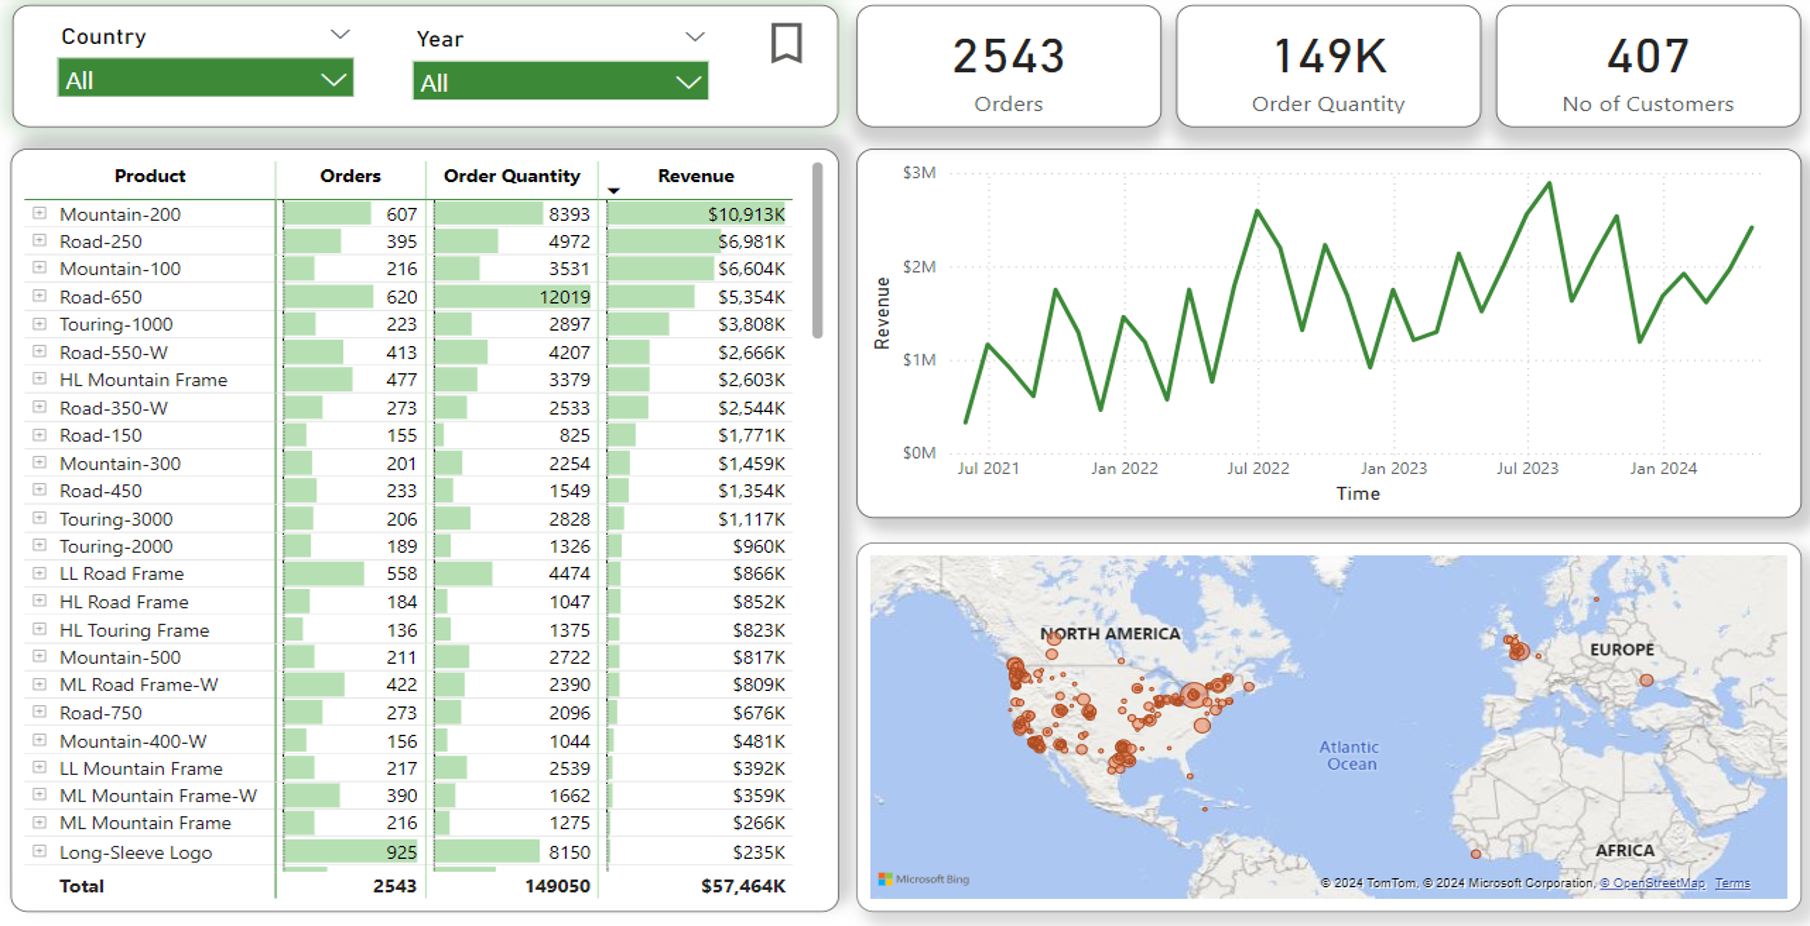 Country
All
Year
All
2543
Orders
149K
Order Quantity
407
No of Customers
Product Orders Order Quantity Revenue
Mountain-200 607 8393 $10,913K
Road-250 395 4972 $6,981K
Mountain-100 216 3531 $6,604K
Road-650 620 12019 $5,354K
Touring-1000 223 2897 $3,808K
Road-550-W 413 4207 $2,666K
HL Mountain Frame 477 3379 $2,603K
Road-350-W 273 2533 $2,544K
Road-150 155 825 $1,771K
Mountain-300 201 2254 $1,459K
Road-450 233 1549 $1,354K
Touring-3000 206 2828 $1,117K
Touring-2000 189 1326 $960K
LL Road Frame 558 4474 $866K
HL Road Frame 184 1047 $852K
HL Touring Frame 136 1375 $823K
Mountain-500 211 2722 $817K
ML Road Frame-W 422 2390 $809K
Road-750 273 2096 $676K
Mountain-400-W 156 1044 $481K
LL Mountain Frame 217 2539 $392K
ML Mountain Frame-W 390 1662 $359K
ML Mountain Frame 216 1275 $266K
Long-Sleeve Logo 925 8150 $235K
Total 2543 149050 $57,464K
Revenue
$3M
$2M
$1M
$0M
Jul 2021 Jan 2022 Jul 2022 Jan 2023 Jul 2023 Jan 2024
Time
NORTH AMERICA
EUROPE
Atlantic
Ocean
AFRICA
Microsoft Bing
© 2024 TomTom, © 2024 Microsoft Corporation, © OpenStreetMap Terms